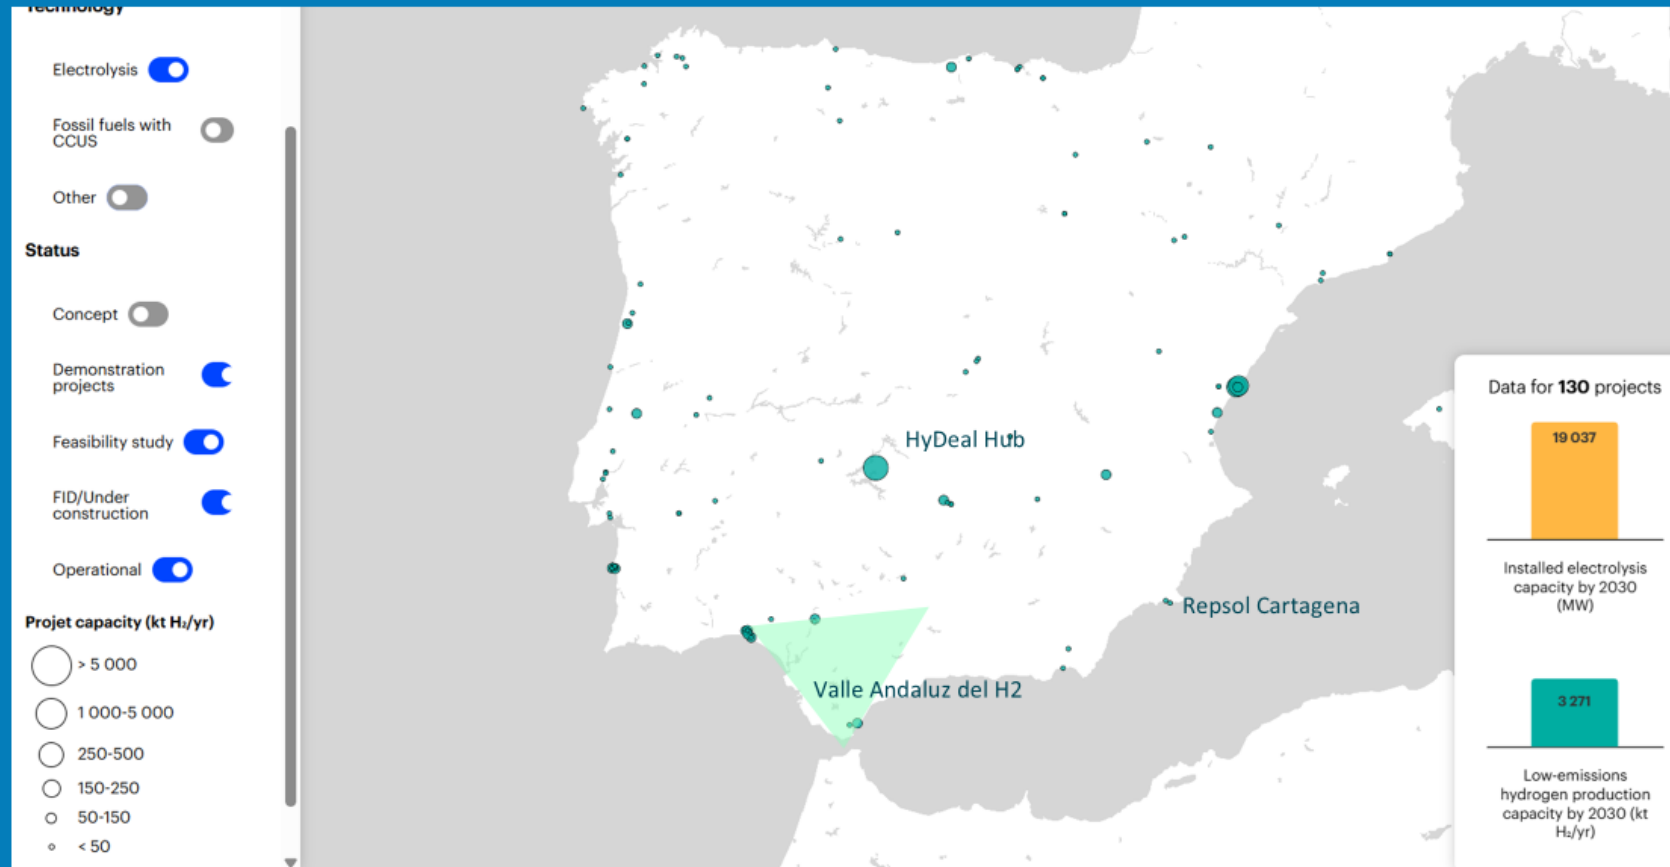 Technology
Electrolysis
Fossil fuels with
CCUS
Other
Status
Concept
Demonstration
projects
Feasibility study
FID/Under
construction
Operational
Projet capacity (kt H₂/yr)
> 5 000
1 000-5 000
250-500
150-250
50-150
< 50
HyDeal Hub
Repsol Cartagena
Valle Andaluz del H2
Data for 130 projects
19 037
Installed electrolysis
capacity by 2030
(MW)
3 271
Low-emissions
hydrogen production
capacity by 2030 (kt
H₂/yr)